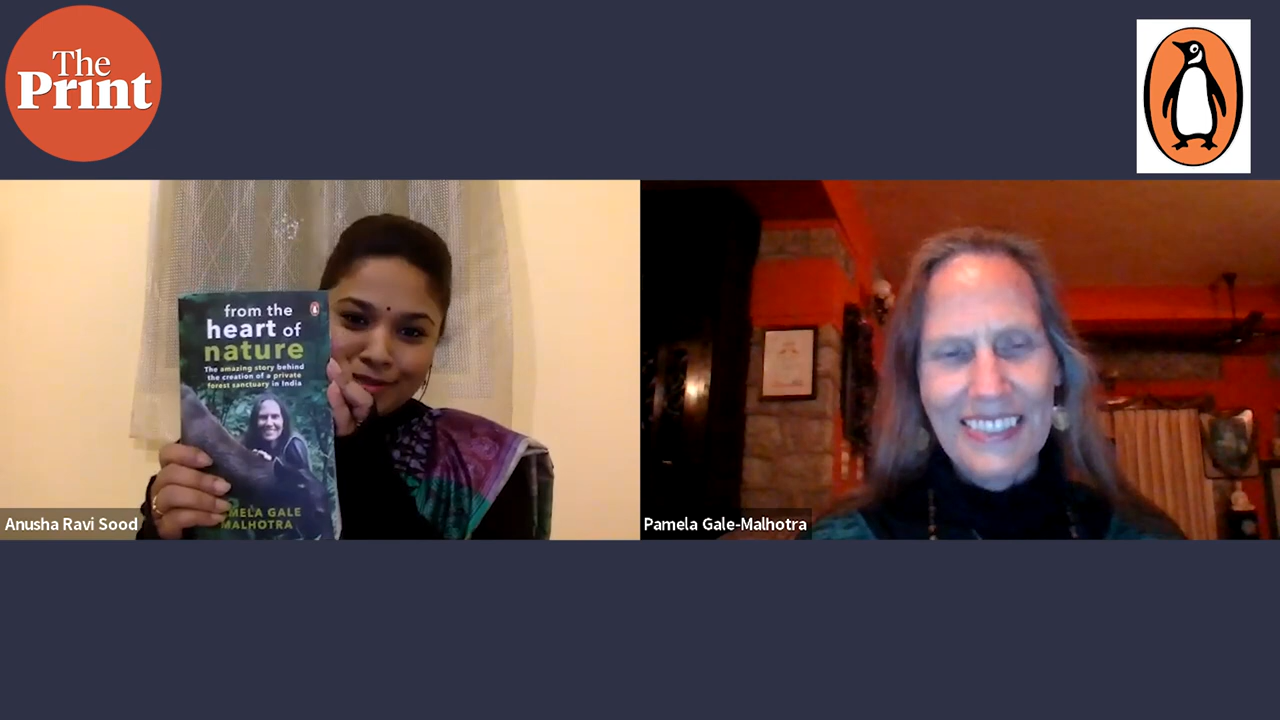 The
Print
from the
heart of
nature
The amazing story behind
the creation of a private
forest sanctuary in India
MELA GALE
MALHOTRA
Anusha Ravi Sood
Pamela Gale-Malhotra